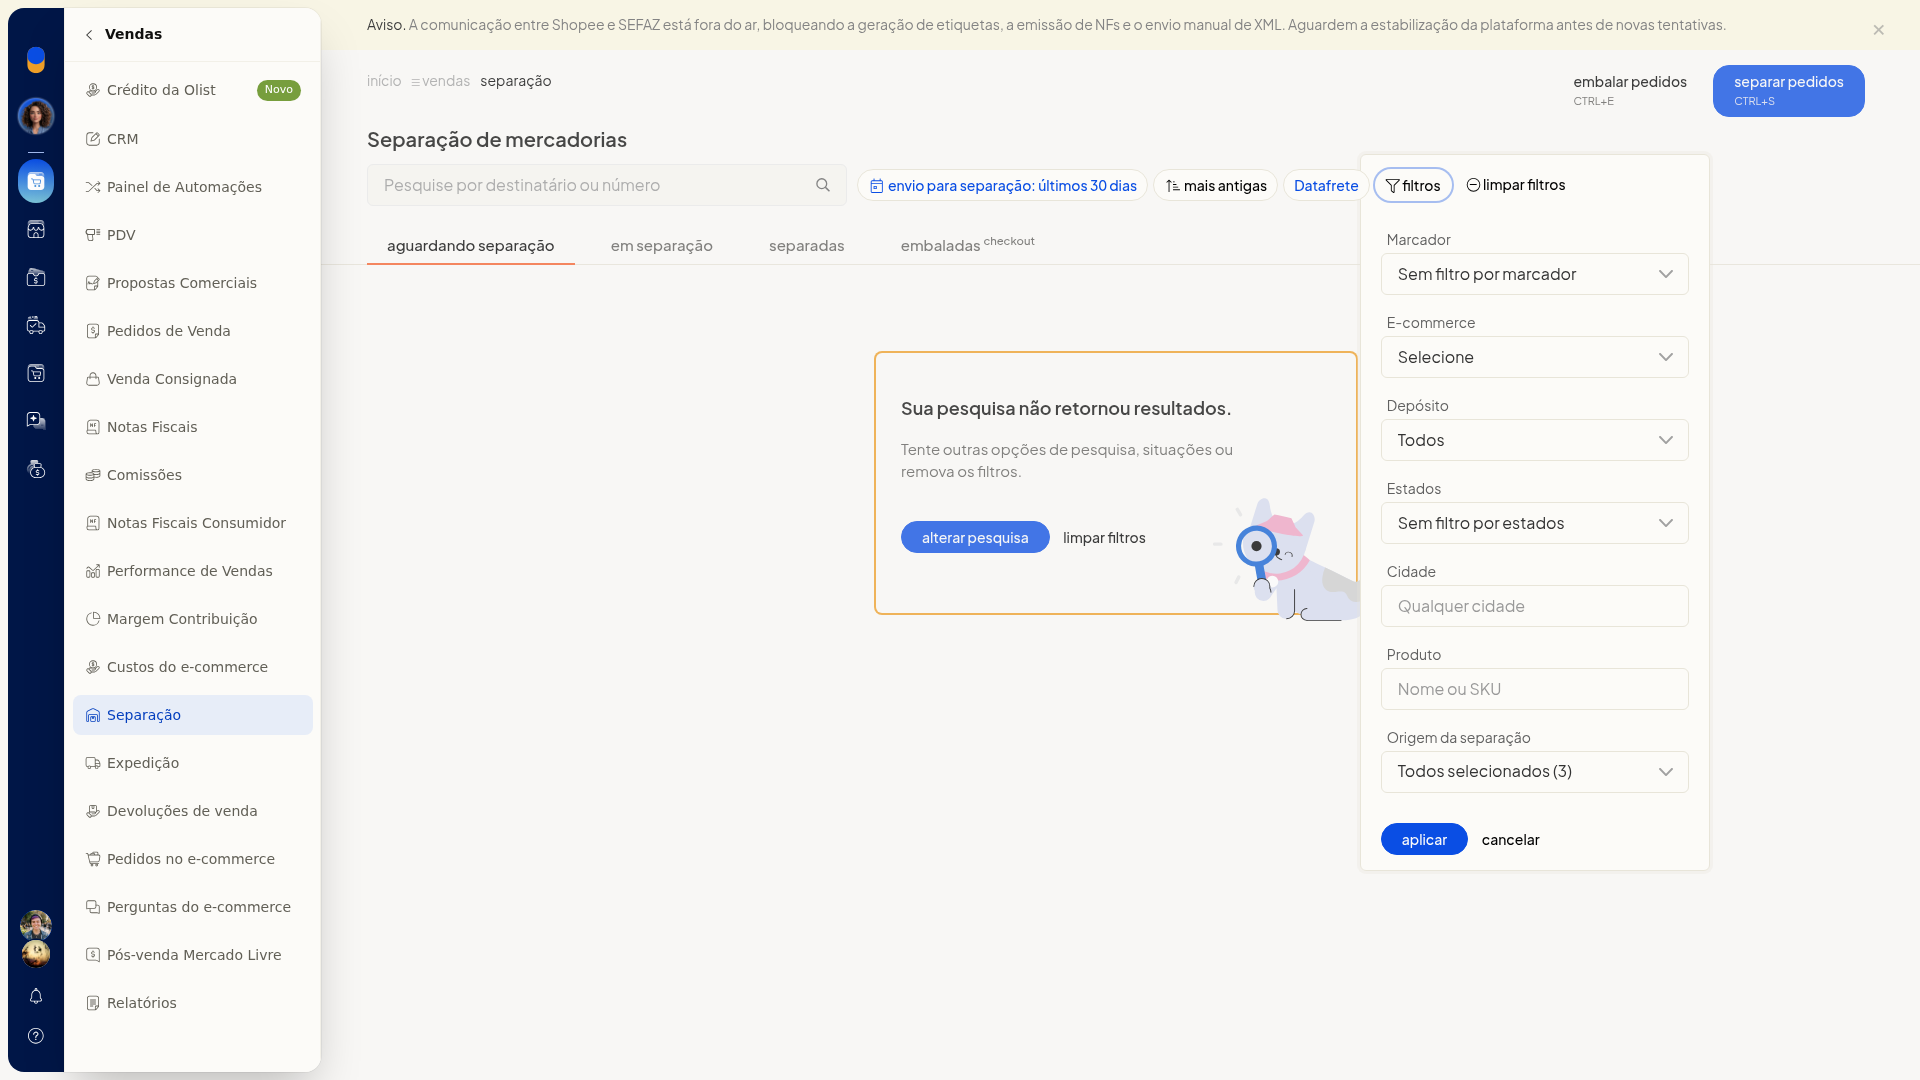 Aviso. A comunicação entre Shopee e SEFAZ está fora do ar, bloqueando a geração de etiquetas, a emissão de NFs e o envio manual de XML. Aguardem a estabilização da plataforma antes de novas tentativas.
Vendas
Crédito da Olist
Novo
CRM
Painel de Automações
PDV
Propostas Comerciais
Pedidos de Venda
Venda Consignada
Notas Fiscais
Comissões
Notas Fiscais Consumidor
Performance de Vendas
Margem Contribuição
Custos do e-commerce
Separação
Expedição
Devoluções de venda
Pedidos no e-commerce
Perguntas do e-commerce
Pós-venda Mercado Livre
Relatórios
início vendas separação
embalar pedidos
CTRL+E
separar pedidos
CTRL+S
Separação de mercadorias
Pesquise por destinatário ou número
envio para separação: últimos 30 dias
mais antigas
Datafrete
filtros
limpar filtros
aguardando separação
em separação
separadas
embaladas checkout
Sua pesquisa não retornou resultados.
Tente outras opções de pesquisa, situações ou
remova os filtros.
alterar pesquisa
limpar filtros
Marcador
Sem filtro por marcador
E-commerce
Selecione
Depósito
Todos
Estados
Sem filtro por estados
Cidade
Qualquer cidade
Produto
Nome ou SKU
Origem da separação
Todos selecionados (3)
aplicar
cancelar